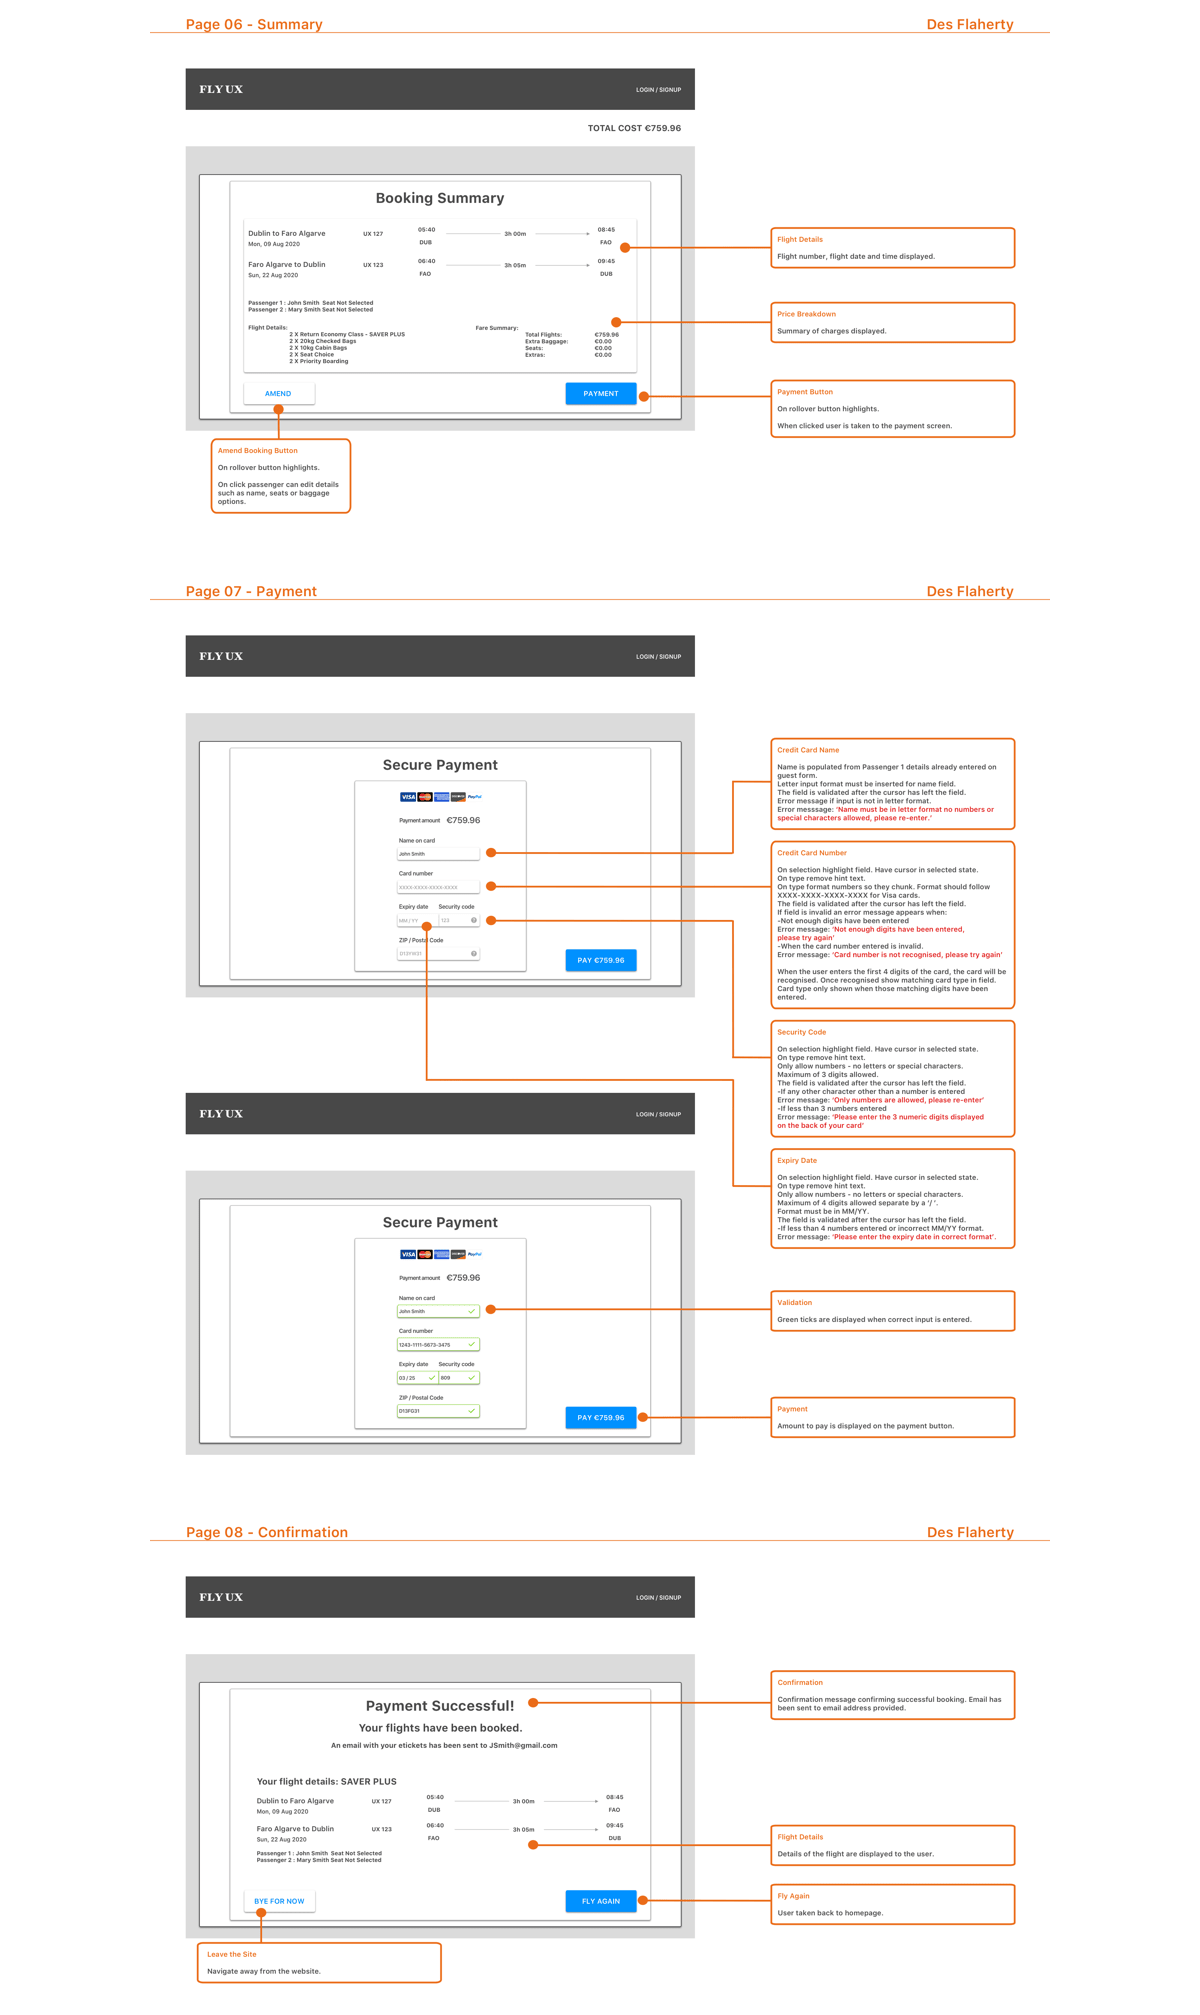 Page 06 - Summary
Des Flaherty
FLY UX
LOGIN / SIGNUP
TOTAL COST €759.96
Booking Summary
Dublin to Faro Algarve
Mon, 09 Aug 2020
UX 127
05:40
DUB
3h 00m
08:45
FAO
Faro Algarve to Dublin
Sun, 22 Aug 2020
UX 123
06:40
FAO
3h 05m
09:45
DUB
Passenger 1 : John Smith Seat Not Selected
Passenger 2 : Mary Smith Seat Not Selected
Flight Details:
2 X Return Economy Class - SAVER PLUS
2 X 20kg Checked Bags
2 X 10kg Cabin Bags
2 X Seat Choice
2 X Priority Boarding
Fare Summary:
Total Flights: €759.96
Extra Baggage: €0.00
Seats: €0.00
Extras: €0.00
AMEND
PAYMENT
Flight Details
Flight number, flight date and time displayed.
Price Breakdown
Summary of charges displayed.
Payment Button
On rollover button highlights.
When clicked user is taken to the payment screen.
Amend Booking Button
On rollover button highlights.
On click passenger can edit details
such as name, seats or baggage
options.
Page 07 - Payment
Des Flaherty
FLY UX
LOGIN / SIGNUP
Secure Payment
VISA
PayPal
Payment amount €759.96
Name on card
John Smith
Card number
XXXX-XXXX-XXXX-XXXX
Expiry date Security code
MM / YY 123
ZIP / Postal Code
PAY €759.96
Credit Card Name
Name is populated from Passenger 1 details already entered on
guest form.
Letter input format must be inserted for name field.
The field is validated after the cursor has left the field.
Error message if input is not in letter format.
Error messsage: ‘Name must be in letter format no numbers or
special characters allowed, please re-enter.’
Credit Card Number
On selection highlight field. Have cursor in selected state.
On type remove hint text.
On type format numbers so they chunk. Format should follow
XXXX-XXXX-XXXX-XXXX for Visa cards.
The field is validated after the cursor has left the field.
If field is invalid an error message appears when:
-Not enough digits have been entered
Error message: ‘Not enough digits have been entered,
please try again’
-When the card number entered is invalid.
Error message: ‘Card number is not recognised, please try again’
When the user enters the first 4 digits of the card, the card will be
recognised. Once recognised show matching card type in field.
Card type only shown when those matching digits have been
entered.
Security Code
On selection highlight field. Have cursor in selected state.
On type remove hint text.
Only allow numbers - no letters or special characters.
Maximum of 3 digits allowed.
The field is validated after the cursor has left the field.
-If any other character other than a number is entered
Error message: ‘Only numbers are allowed, please re-enter’
-If less than 3 numbers entered
Error message: ‘Please enter the 3 numeric digits displayed
on the back of your card’
Expiry Date
On selection highlight field. Have cursor in selected state.
On type remove hint text.
Only allow numbers - no letters or special characters.
Maximum of 4 digits allowed separate by a ‘/ ’.
Format must be in MM/YY.
The field is validated after the cursor has left the field.
-If less than 4 numbers entered or incorrect MM/YY format.
Error message: ‘Please enter the expiry date in correct format’.
FLY UX
LOGIN / SIGNUP
Secure Payment
VISA
PayPal
Payment amount €759.96
Name on card
John Smith
Card number
1243-1111-5673-3475
Expiry date Security code
03 / 25 809
ZIP / Postal Code
D13FG31
PAY €759.96
Validation
Green ticks are displayed when correct input is entered.
Payment
Amount to pay is displayed on the payment button.
Page 08 - Confirmation
Des Flaherty
FLY UX
LOGIN / SIGNUP
Payment Successful!
Your flights have been booked.
An email with your etickets has been sent to JSmith@gmail.com
Your flight details: SAVER PLUS
Dublin to Faro Algarve
Mon, 09 Aug 2020
UX 127
05:40
DUB
3h 00m
08:45
FAO
Faro Algarve to Dublin
Sun, 22 Aug 2020
UX 123
06:40
FAO
3h 05m
09:45
DUB
Passenger 1 : John Smith Seat Not Selected
Passenger 2 : Mary Smith Seat Not Selected
BYE FOR NOW
FLY AGAIN
Confirmation
Confirmation message confirming successful booking. Email has
been sent to email address provided.
Flight Details
Details of the flight are displayed to the user.
Fly Again
User taken back to homepage.
Leave the Site
Navigate away from the website.